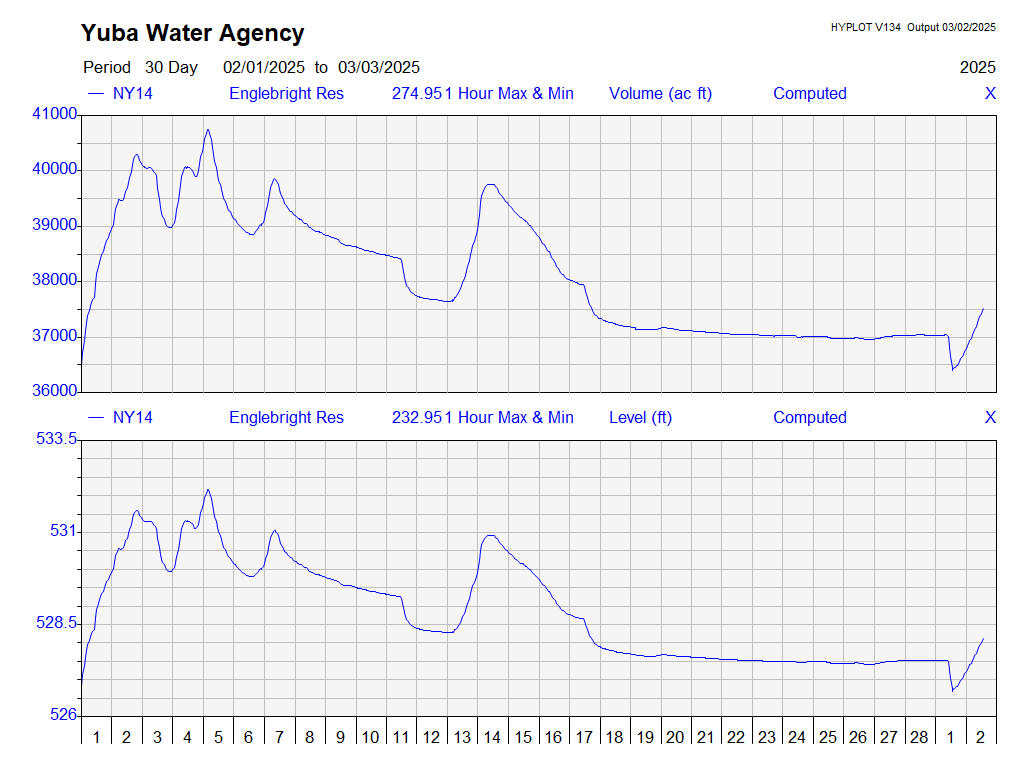 Yuba Water Agency
HYPLOT V134 Output 03/02/2025
Period 30 Day 02/01/2025 to 03/03/2025 2025
NY14 Englebright Res 274.951 Hour Max & Min Volume (ac ft) Computed X
41000
40000
39000
38000
37000
36000
NY14 Englebright Res 232.951 Hour Max & Min Level (ft) Computed X
533.5
531
528.5
526
1 2 3 4 5 6 7 8 9 10 11 12 13 14 15 16 17 18 19 20 21 22 23 24 25 26 27 28 1 2